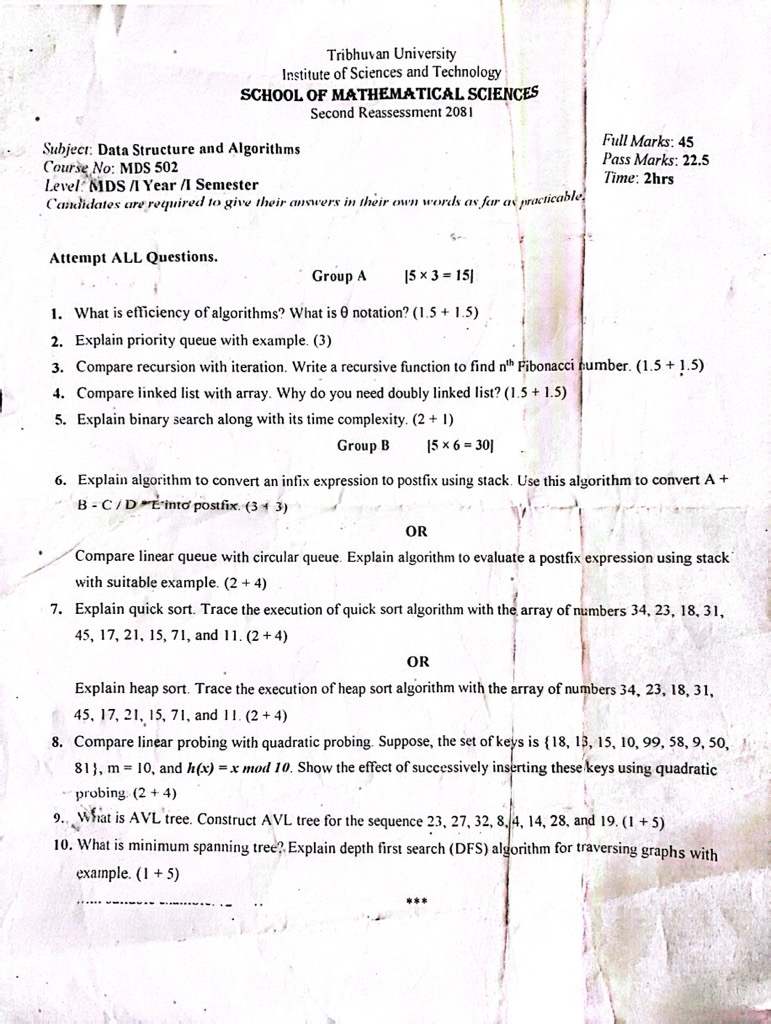 Tribhuvan University
Institute of Sciences and Technology
SCHOOL OF MATHEMATICAL SCIENCES
Second Reassessment 2081
Subject: Data Structure and Algorithms
Course No: MDS 502
Level: MDS /I Year /I Semester
Full Marks: 45
Pass Marks: 22.5
Time: 2hrs
Candidates are required to give their answers in their own words as far as practicable.
Attempt ALL Questions.
Group A [5 × 3 = 15]
1. What is efficiency of algorithms? What is θ notation? (1.5 + 1.5)
2. Explain priority queue with example. (3)
3. Compare recursion with iteration. Write a recursive function to find nth Fibonacci number. (1.5 + 1.5)
4. Compare linked list with array. Why do you need doubly linked list? (1.5 + 1.5)
5. Explain binary search along with its time complexity. (2 + 1)
Group B [5 × 6 = 30]
6. Explain algorithm to convert an infix expression to postfix using stack. Use this algorithm to convert A +
B - C / D * E into postfix. (3 + 3)
OR
Compare linear queue with circular queue. Explain algorithm to evaluate a postfix expression using stack
with suitable example. (2 + 4)
7. Explain quick sort. Trace the execution of quick sort algorithm with the array of numbers 34, 23, 18, 31,
45, 17, 21, 15, 71, and 11. (2 + 4)
OR
Explain heap sort. Trace the execution of heap sort algorithm with the array of numbers 34, 23, 18, 31,
45, 17, 21, 15, 71, and 11. (2 + 4)
8. Compare linear probing with quadratic probing. Suppose, the set of keys is {18, 13, 15, 10, 99, 58, 9, 50,
81}, m = 10, and h(x) = x mod 10. Show the effect of successively inserting these keys using quadratic
probing. (2 + 4)
9. What is AVL tree. Construct AVL tree for the sequence 23, 27, 32, 8, 4, 14, 28, and 19. (1 + 5)
10. What is minimum spanning tree? Explain depth first search (DFS) algorithm for traversing graphs with
example. (1 + 5)
***